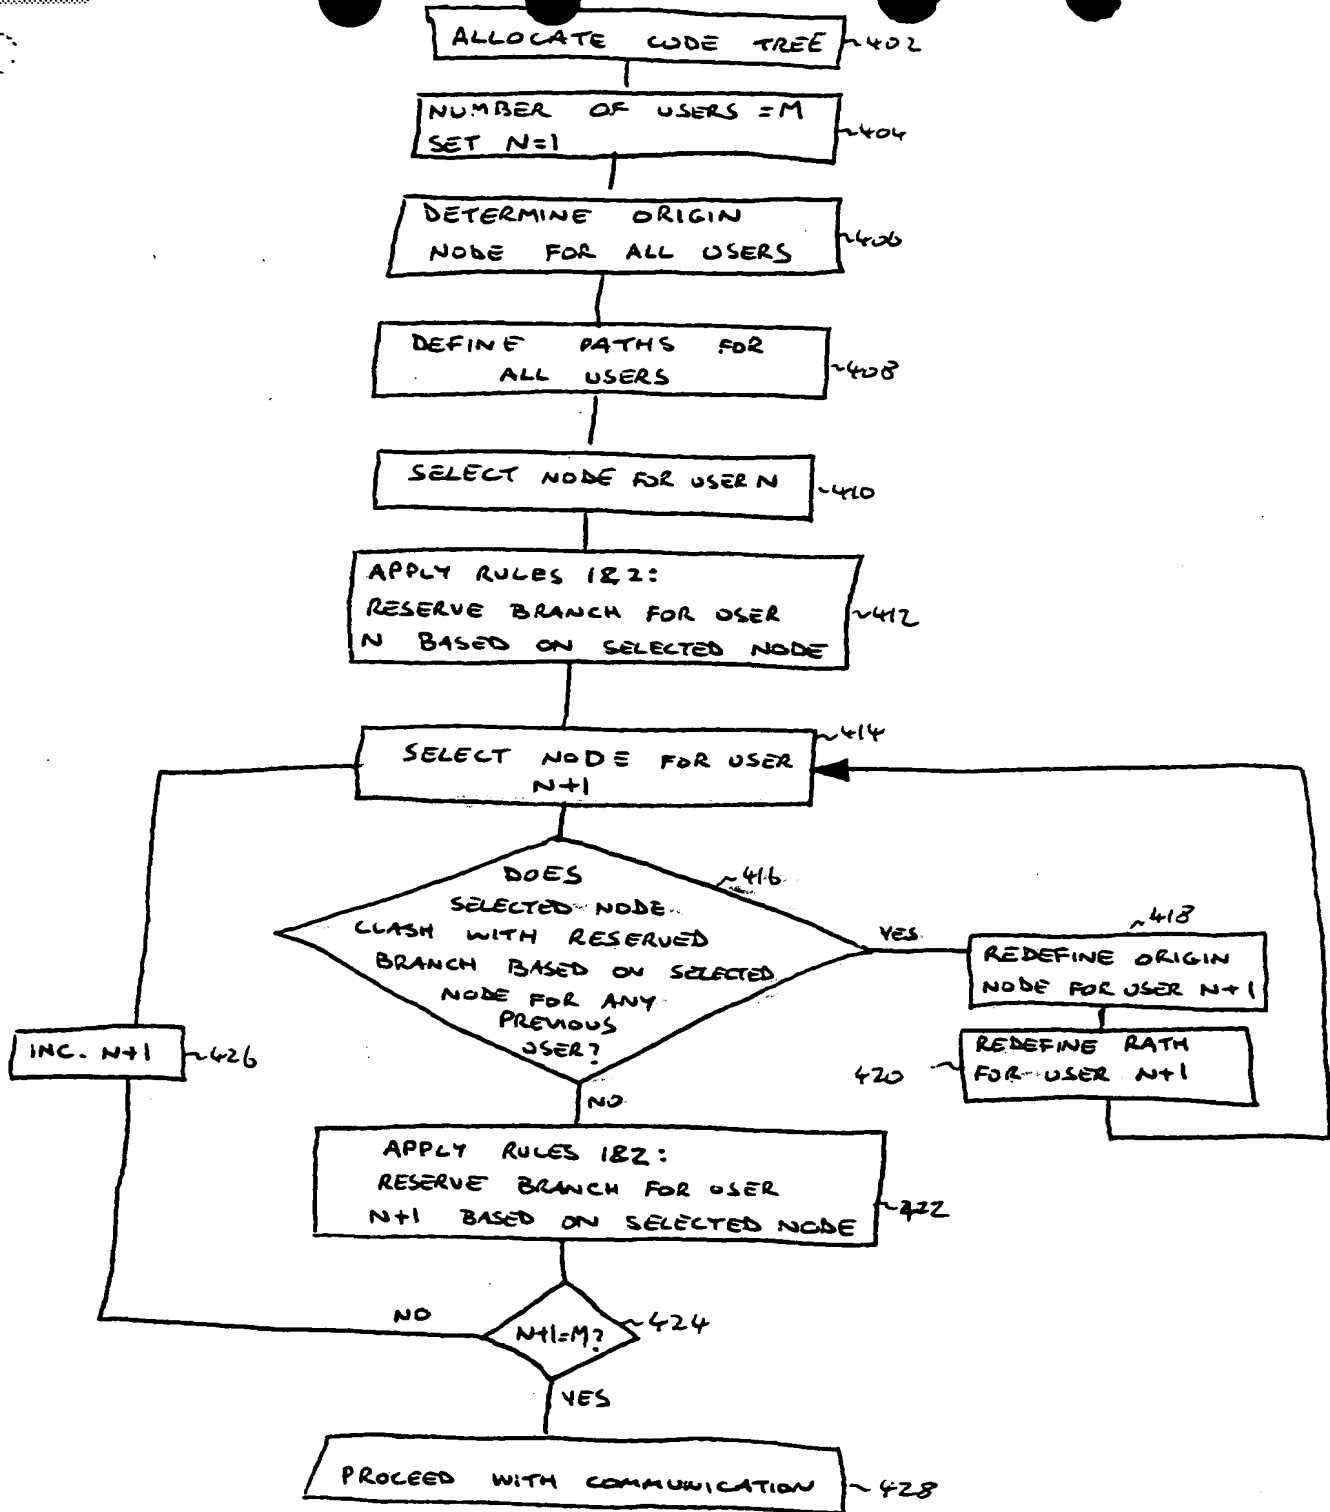 ALLOCATE CODE TREE 402
NUMBER OF USERS = M
SET N=1
404
DETERMINE ORIGIN
NODE FOR ALL USERS
406
DEFINE PATHS FOR
ALL USERS
408
SELECT NODE FOR USER N
410
APPLY RULES 1&2:
RESERVE BRANCH FOR USER
N BASED ON SELECTED NODE
412
414
SELECT NODE FOR USER
N+1
416
DOES
SELECTED NODE
CLASH WITH RESERVED
BRANCH BASED ON SELECTED
NODE FOR ANY
PREVIOUS
USER?
YES
418
REDEFINE ORIGIN
NODE FOR USER N+1
REDEFINE PATH
FOR USER N+1
420
INC. N+1
426
NO
APPLY RULES 1&2:
RESERVE BRANCH FOR USER
N+1 BASED ON SELECTED NODE
422
NO
N+1=M?
424
YES
PROCEED WITH COMMUNICATION
428